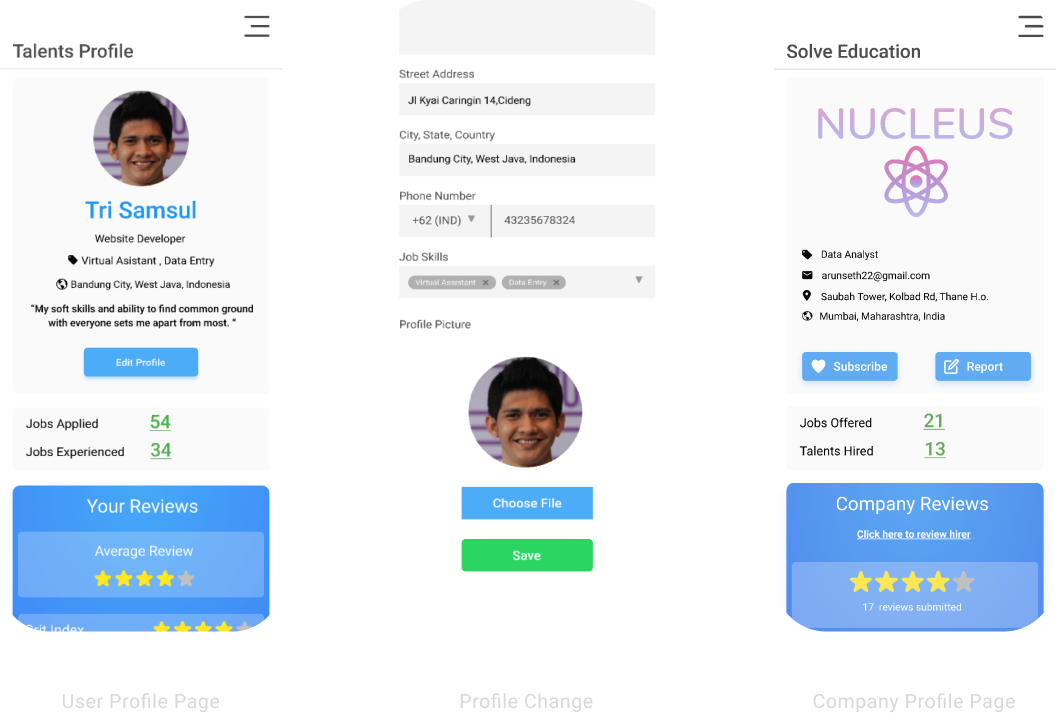 Talents Profile
Tri Samsul
Website Developer
Virtual Asistant , Data Entry
Bandung City, West Java, Indonesia
“My soft skills and ability to find common ground
with everyone sets me apart from most. “
Edit Profile
Jobs Applied 54
Jobs Experienced 34
Your Reviews
Average Review
Grit Index
User Profile Page
Street Address
Jl Kyai Caringin 14,Cideng
City, State, Country
Bandung City, West Java, Indonesia
Phone Number
+62 (IND) 43235678324
Job Skills
Virtual Assistant Data Entry
Profile Picture
Choose File
Save
Profile Change
Solve Education
NUCLEUS
Data Analyst
arunseth22@gmail.com
Saubah Tower, Kolbad Rd, Thane H.o.
Mumbai, Maharashtra, India
Subscribe Report
Jobs Offered 21
Talents Hired 13
Company Reviews
Click here to review hirer
17 reviews submitted
Company Profile Page